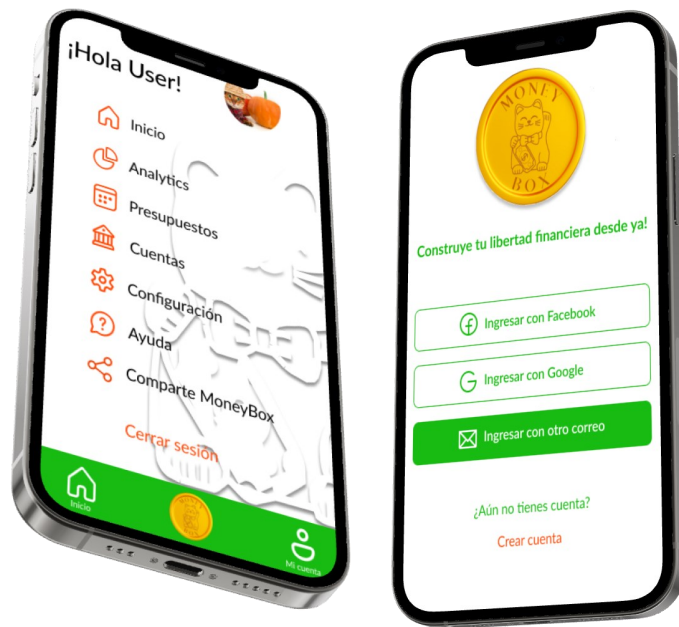 ¡Hola User!
Inicio
Analytics
Presupuestos
Cuentas
Configuración
Ayuda
Comparte MoneyBox
Cerrar sesión
Inicio
MONEY
BOX
Mi cuenta
MONEY
BOX
Construye tu libertad financiera desde ya!
Ingresar con Facebook
Ingresar con Google
Ingresar con otro correo
¿Aún no tienes cuenta?
Crear cuenta